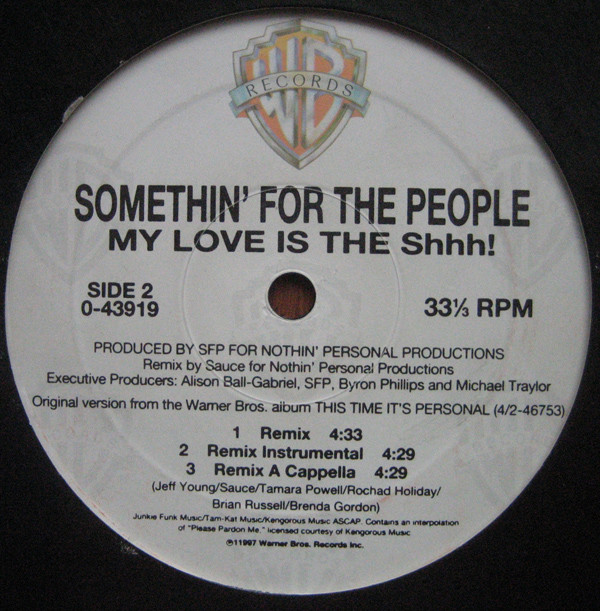 WB
RECORDS
SOMETHIN' FOR THE PEOPLE
MY LOVE IS THE Shhh!
SIDE 2
0-43919
33⅓ RPM
PRODUCED BY SFP FOR NOTHIN' PERSONAL PRODUCTIONS
Remix by Sauce for Nothin' Personal Productions
Executive Producers: Alison Ball-Gabriel, SFP, Byron Phillips and Michael Traylor
Original version from the Warner Bros. album THIS TIME IT'S PERSONAL (4/2-46753)
1 Remix 4:33
2 Remix Instrumental 4:29
3 Remix A Cappella 4:29
(Jeff Young/Sauce/Tamara Powell/Rochad Holiday/
Brian Russell/Brenda Gordon)
Junkie Funk Music/Tam-Kat Music/Kengorous Music ASCAP. Contains an interpolation
of "Please Pardon Me." licensed courtesy of Kengorous Music
℗11997 Warner Bros. Records Inc.